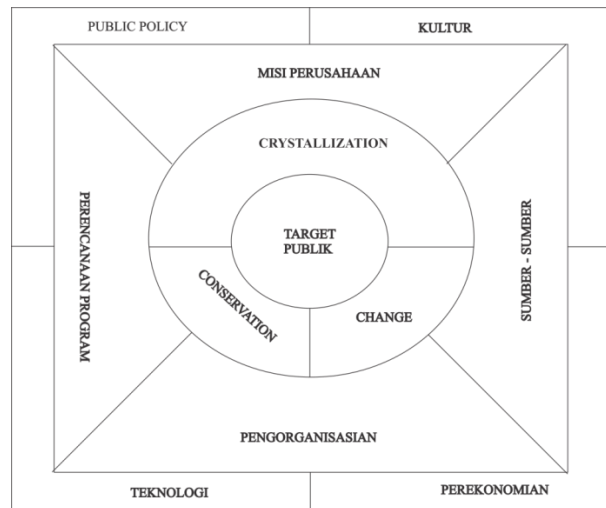 PUBLIC POLICY
KULTUR
MISI PERUSAHAAN
CRYSTALLIZATION
PERENCANAAN PROGRAM
TARGET
PUBLIK
SUMBER - SUMBER
CONSERVATION
CHANGE
PENGORGANISASIAN
TEKNOLOGI
PEREKONOMIAN